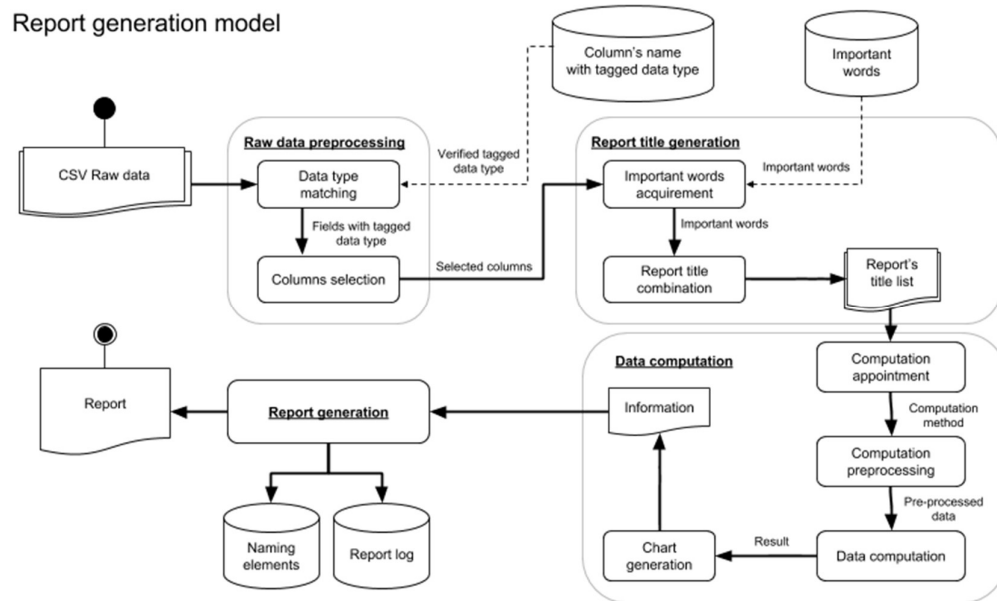 Report generation model
Column's name
with tagged data type
Important
words
Raw data preprocessing
Report title generation
CSV Raw data
Data type
matching
Verified tagged
data type
Important words
acquirement
Important words
Fields with tagged
data type
Important words
Columns selection
Selected columns
Report title
combination
Report's
title list
Data computation
Computation
appointment
Report
Report generation
Information
Computation
method
Computation
preprocessing
Pre-processed
data
Naming
elements
Report log
Chart
generation
Result
Data computation